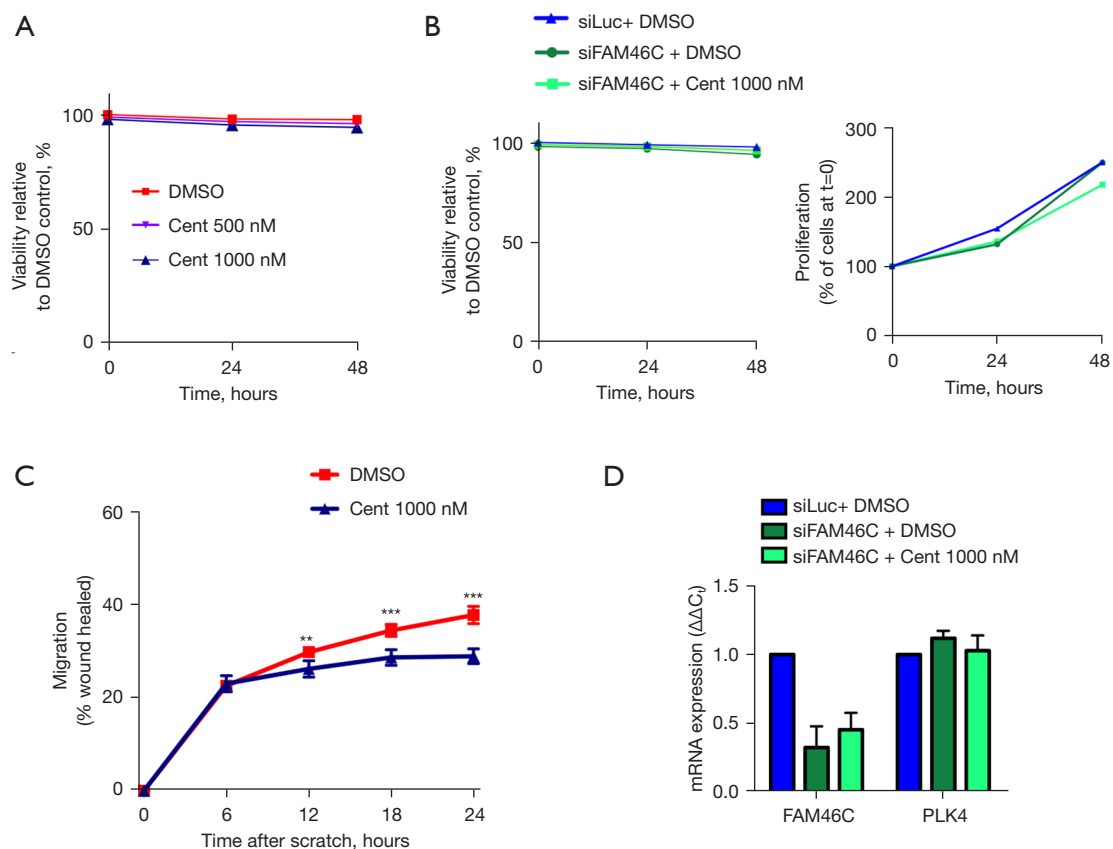 A
Viability relative
to DMSO control, %
100
50
0
DMSO
Cent 500 nM
Cent 1000 nM
0 24 48
Time, hours
B
siLuc+ DMSO
siFAM46C + DMSO
siFAM46C + Cent 1000 nM
Viability relative
to DMSO control, %
100
50
0
0 24 48
Time, hours
Proliferation
(% of cells at t=0)
300
200
100
0
0 24 48
Time, hours
C
DMSO
Cent 1000 nM
Migration
(% wound healed)
60
40
20
0
** *** ***
0 6 12 18 24
Time after scratch, hours
D
siLuc+ DMSO
siFAM46C + DMSO
siFAM46C + Cent 1000 nM
mRNA expression (ΔΔCt)
1.5
1.0
0.5
0.0
FAM46C PLK4